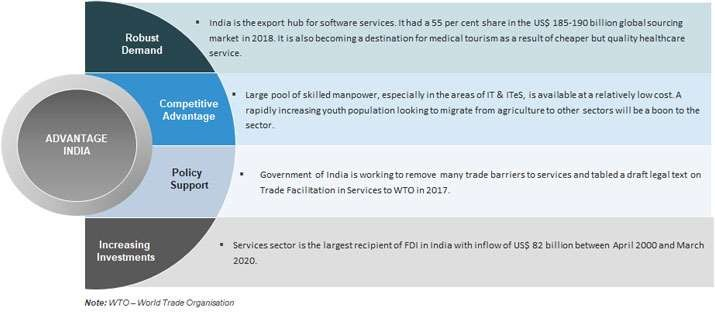 ADVANTAGE
INDIA
Robust
Demand
▪ India is the export hub for software services. It had a 55 per cent share in the US$ 185-190 billion global sourcing
market in 2018. It is also becoming a destination for medical tourism as a result of cheaper but quality healthcare
service.
Competitive
Advantage
▪ Large pool of skilled manpower, especially in the areas of IT & ITeS, is available at a relatively low cost. A
rapidly increasing youth population looking to migrate from agriculture to other sectors will be a boon to the
sector.
Policy
Support
▪ Government of India is working to remove many trade barriers to services and tabled a draft legal text on
Trade Facilitation in Services to WTO in 2017.
Increasing
Investments
▪ Services sector is the largest recipient of FDI in India with inflow of US$ 82 billion between April 2000 and March
2020.
Note: WTO – World Trade Organisation